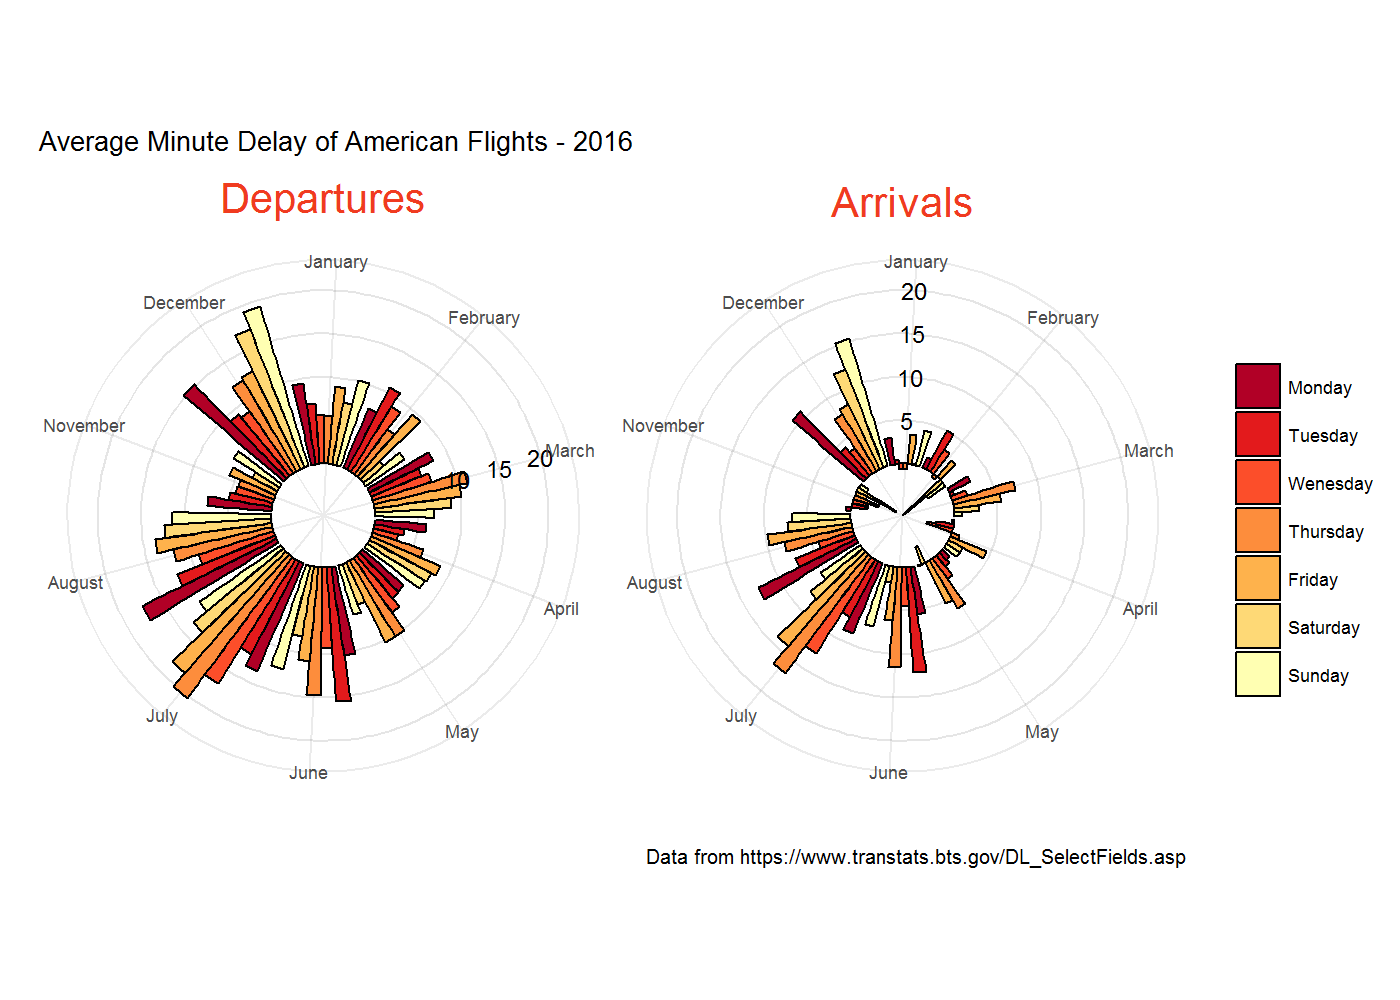 Average Minute Delay of American Flights - 2016
Departures
Arrivals
January
February
March
April
May
June
July
August
November
December
10
15
20
January
February
March
April
May
June
July
August
November
December
20
15
10
5
Monday
Tuesday
Wenesday
Thursday
Friday
Saturday
Sunday
Data from https://www.transtats.bts.gov/DL_SelectFields.asp